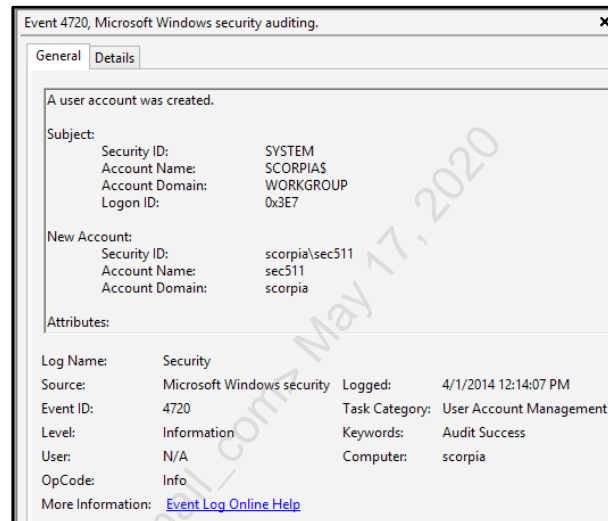 Event 4720, Microsoft Windows security auditing.
General Details
A user account was created.
Subject:
Security ID: SYSTEM
Account Name: SCORPIA$
Account Domain: WORKGROUP
Logon ID: 0x3E7
New Account:
Security ID: scorpia\sec511
Account Name: sec511
Account Domain: scorpia
Attributes:
Log Name: Security
Source: Microsoft Windows security Logged: 4/1/2014 12:14:07 PM
Event ID: 4720 Task Category: User Account Management
Level: Information Keywords: Audit Success
User: N/A Computer: scorpia
OpCode: Info
More Information: Event Log Online Help
May 17, 2020